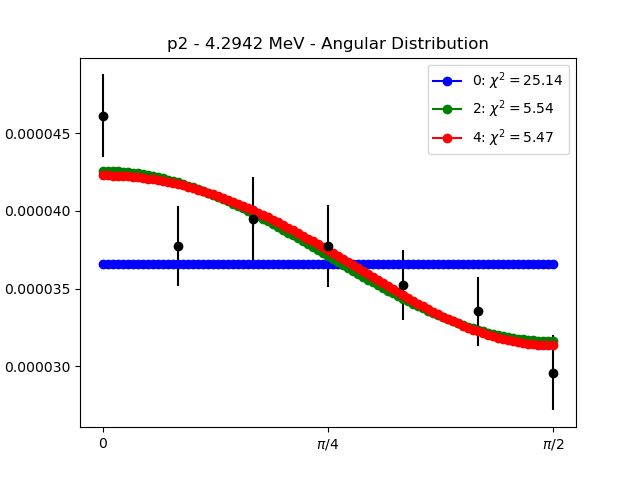 p2 - 4.2942 MeV - Angular Distribution
0: χ² = 25.14
2: χ² = 5.54
4: χ² = 5.47
0.000045
0.000040
0.000035
0.000030
0 π/4 π/2